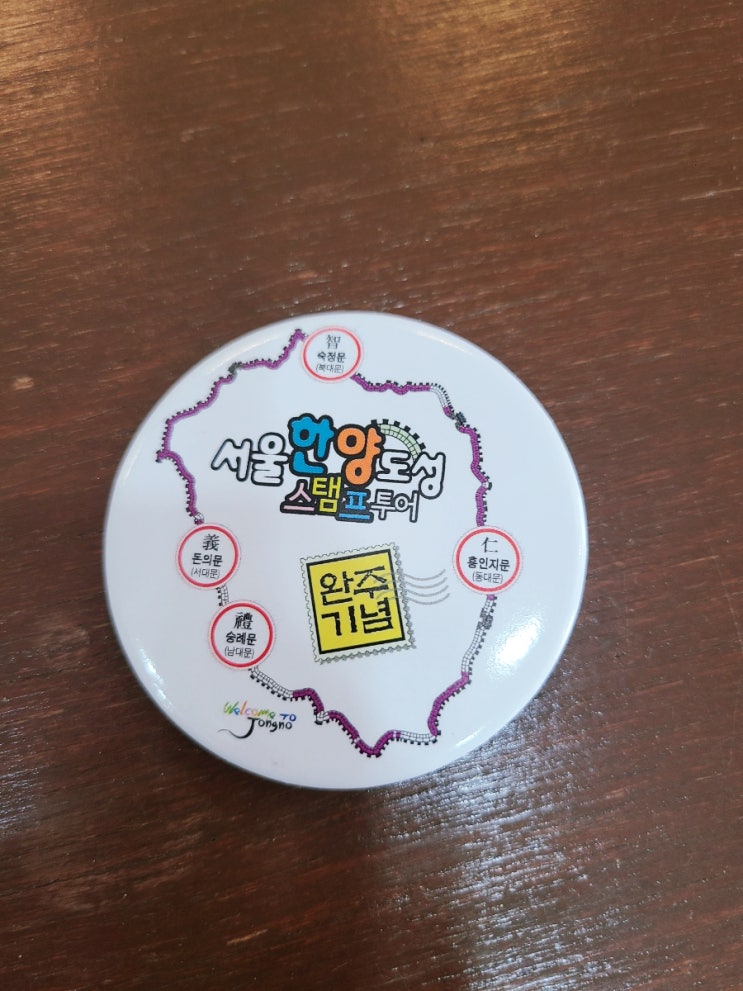 智
숙정문
(북대문)
서울한양도성
스탬프투어
義
돈의문
(서대문)
仁
흥인지문
(동대문)
禮
숭례문
(남대문)
완주
기념
Welcome To
Jongno